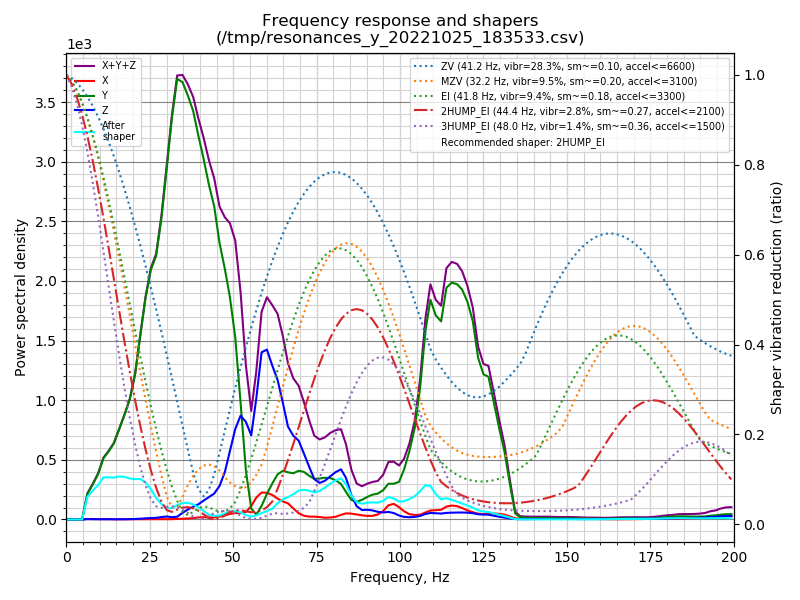 Frequency response and shapers
(/tmp/resonances_y_20221025_183533.csv)
1e3
X+Y+Z
X
Y
Z
After
shaper
ZV (41.2 Hz, vibr=28.3%, sm~=0.10, accel<=6600)
MZV (32.2 Hz, vibr=9.5%, sm~=0.20, accel<=3100)
EI (41.8 Hz, vibr=9.4%, sm~=0.18, accel<=3300)
2HUMP_EI (44.4 Hz, vibr=2.8%, sm~=0.27, accel<=2100)
3HUMP_EI (48.0 Hz, vibr=1.4%, sm~=0.36, accel<=1500)
Recommended shaper: 2HUMP_EI
Power spectral density
3.5
3.0
2.5
2.0
1.5
1.0
0.5
0.0
Shaper vibration reduction (ratio)
1.0
0.8
0.6
0.4
0.2
0.0
0 25 50 75 100 125 150 175 200
Frequency, Hz